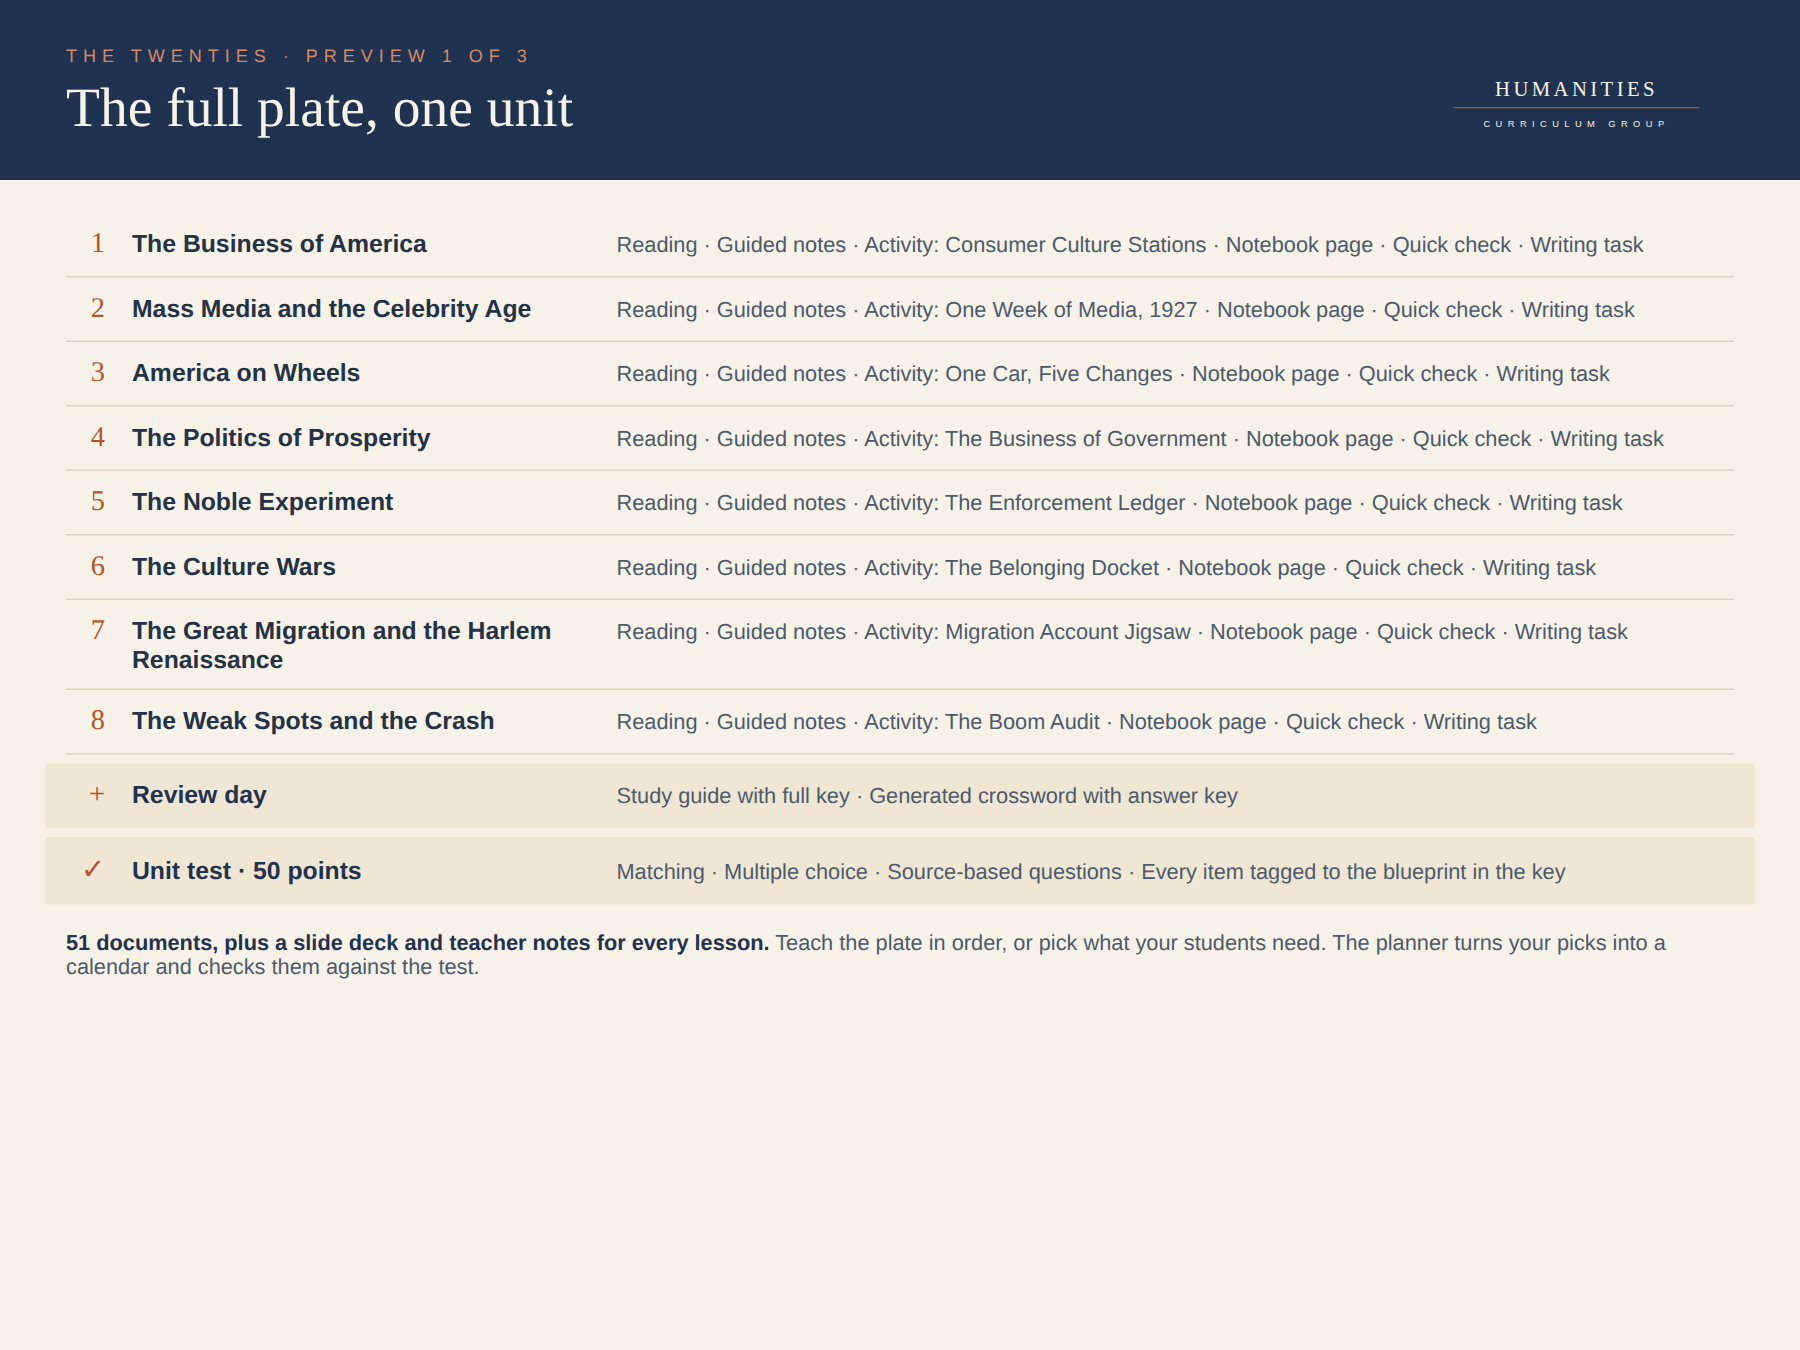 THE TWENTIES · PREVIEW 1 OF 3
The full plate, one unit
HUMANITIES
CURRICULUM GROUP
1 The Business of America Reading · Guided notes · Activity: Consumer Culture Stations · Notebook page · Quick check · Writing task
2 Mass Media and the Celebrity Age Reading · Guided notes · Activity: One Week of Media, 1927 · Notebook page · Quick check · Writing task
3 America on Wheels Reading · Guided notes · Activity: One Car, Five Changes · Notebook page · Quick check · Writing task
4 The Politics of Prosperity Reading · Guided notes · Activity: The Business of Government · Notebook page · Quick check · Writing task
5 The Noble Experiment Reading · Guided notes · Activity: The Enforcement Ledger · Notebook page · Quick check · Writing task
6 The Culture Wars Reading · Guided notes · Activity: The Belonging Docket · Notebook page · Quick check · Writing task
7 The Great Migration and the Harlem Reading · Guided notes · Activity: Migration Account Jigsaw · Notebook page · Quick check · Writing task
Renaissance
8 The Weak Spots and the Crash Reading · Guided notes · Activity: The Boom Audit · Notebook page · Quick check · Writing task
+ Review day Study guide with full key · Generated crossword with answer key
✓ Unit test · 50 points Matching · Multiple choice · Source-based questions · Every item tagged to the blueprint in the key
51 documents, plus a slide deck and teacher notes for every lesson. Teach the plate in order, or pick what your students need. The planner turns your picks into a
calendar and checks them against the test.